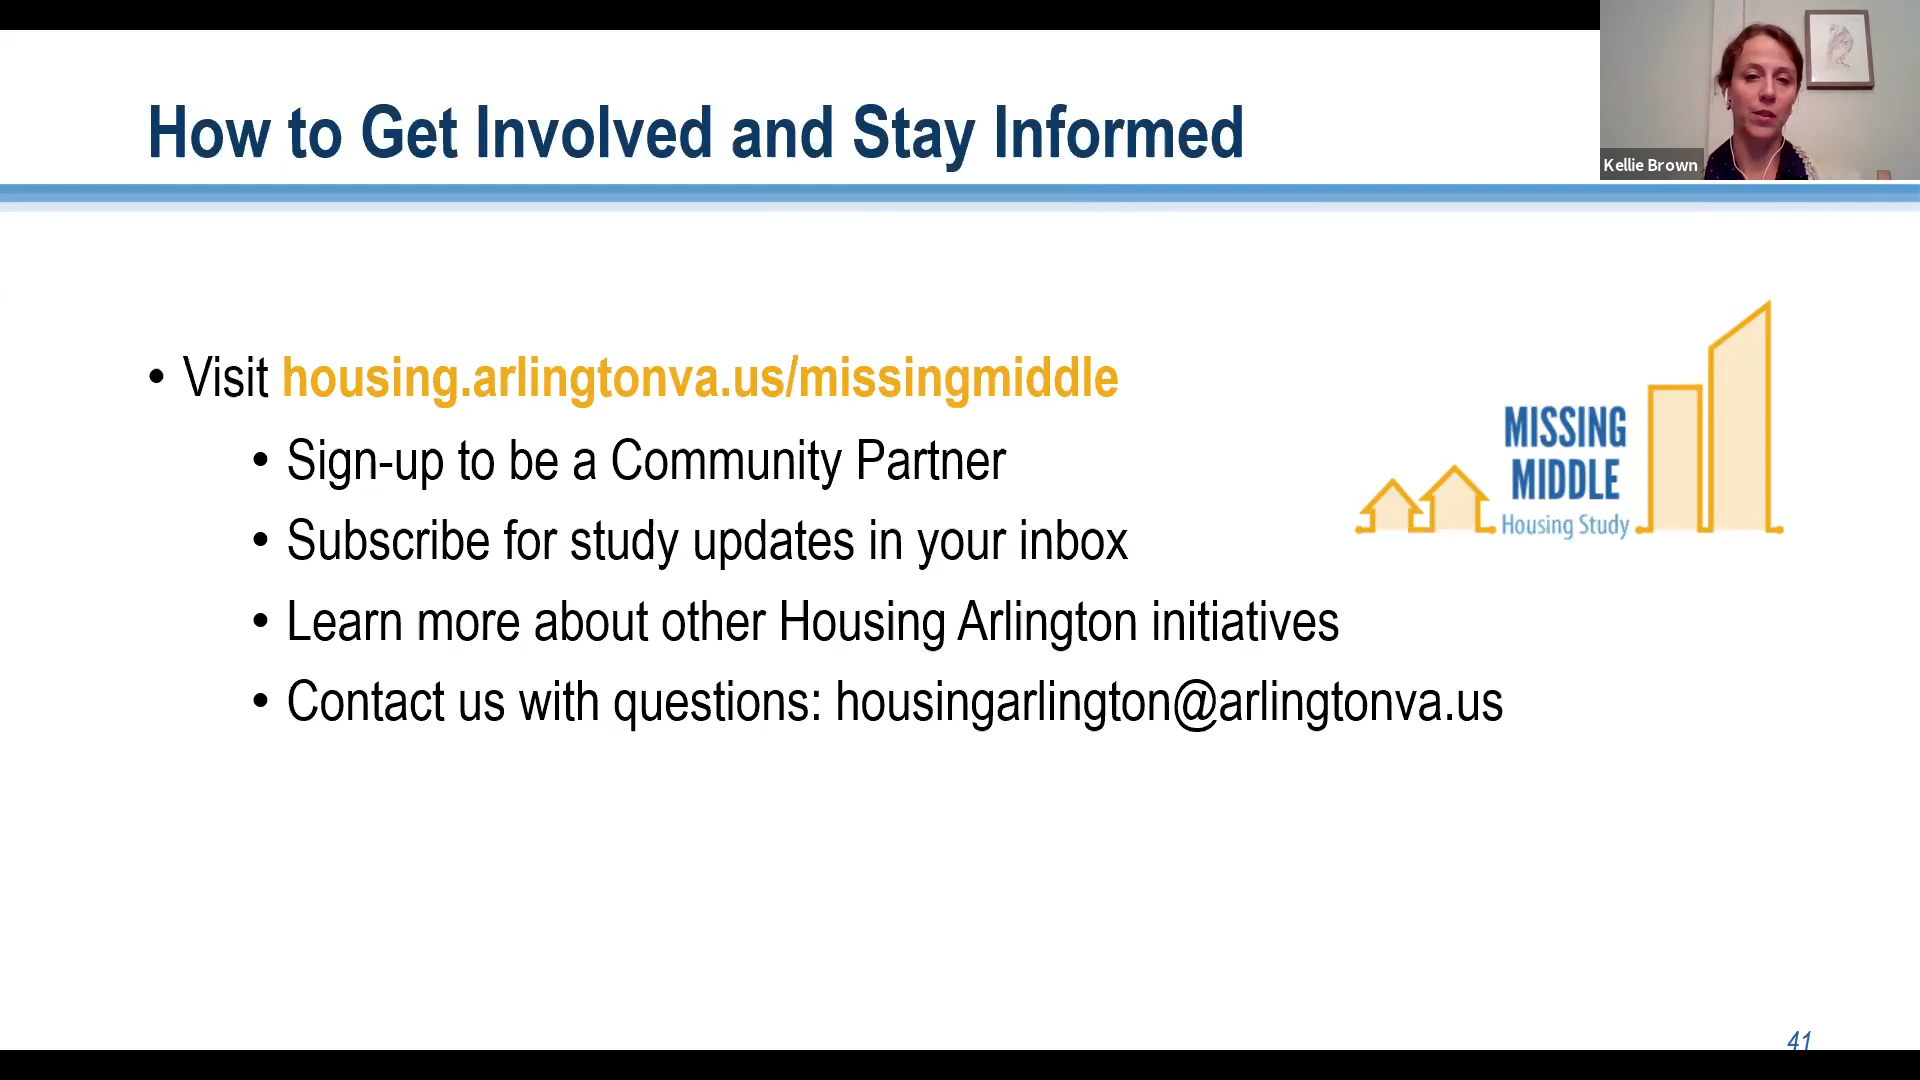 How to Get Involved and Stay Informed
Kellie Brown
• Visit housing.arlingtonva.us/missingmiddle
• Sign-up to be a Community Partner
• Subscribe for study updates in your inbox
• Learn more about other Housing Arlington initiatives
• Contact us with questions: housingarlington@arlingtonva.us
MISSING
MIDDLE
Housing Study
41